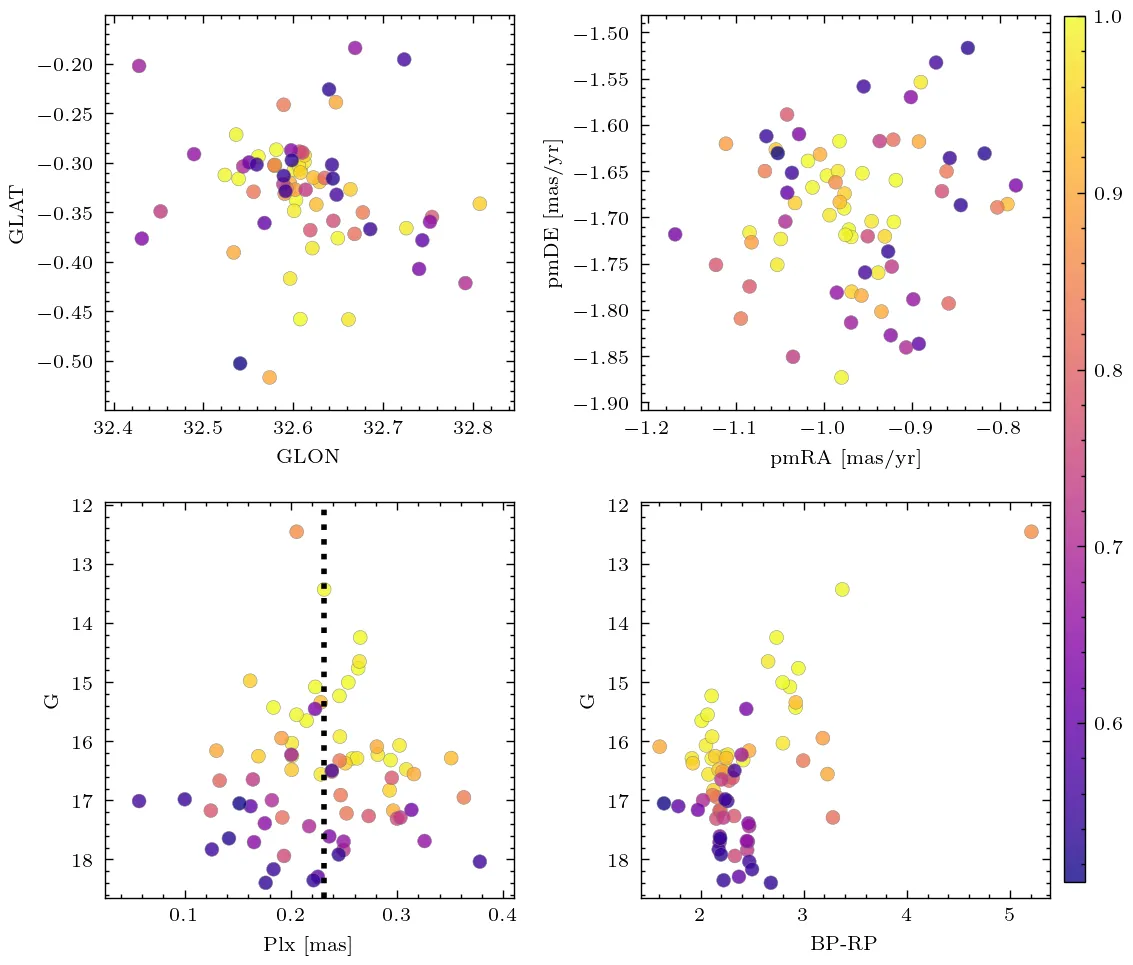 −0.20
−0.25
−0.30
−0.35
−0.40
−0.45
−0.50
GLAT
32.4 32.5 32.6 32.7 32.8
GLON
−1.50
−1.55
−1.60
−1.65
−1.70
−1.75
−1.80
−1.85
−1.90
pmDE [mas/yr]
−1.2 −1.1 −1.0 −0.9 −0.8
pmRA [mas/yr]
12
13
14
15
16
17
18
G
0.1 0.2 0.3 0.4
Plx [mas]
12
13
14
15
16
17
18
G
2 3 4 5
BP-RP
1.0
0.9
0.8
0.7
0.6